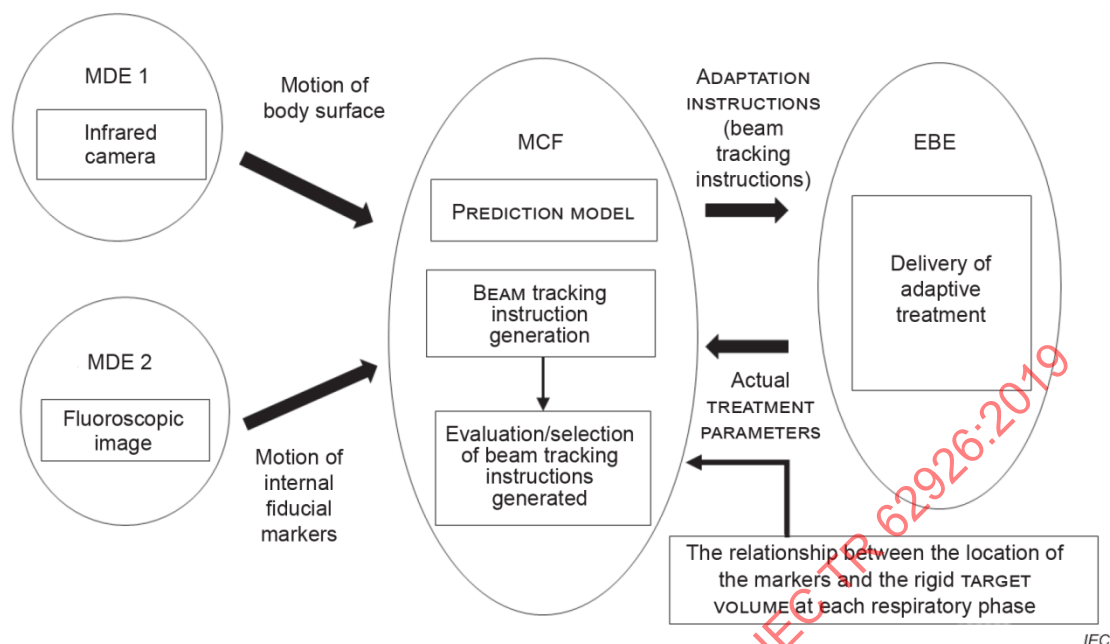 MDE 1
Infrared
camera
Motion of
body surface
MDE 2
Fluoroscopic
image
Motion of
internal
fiducial
markers
MCF
PREDICTION MODEL
BEAM tracking
instruction
generation
Evaluation/selection
of beam tracking
instructions
generated
ADAPTATION
INSTRUCTIONS
(beam
tracking
instructions)
Actual
TREATMENT
PARAMETERS
EBE
Delivery of
adaptive
treatment
The relationship between the location of
the markers and the rigid TARGET
VOLUME at each respiratory phase
IEC
IEC TR 62926:2019